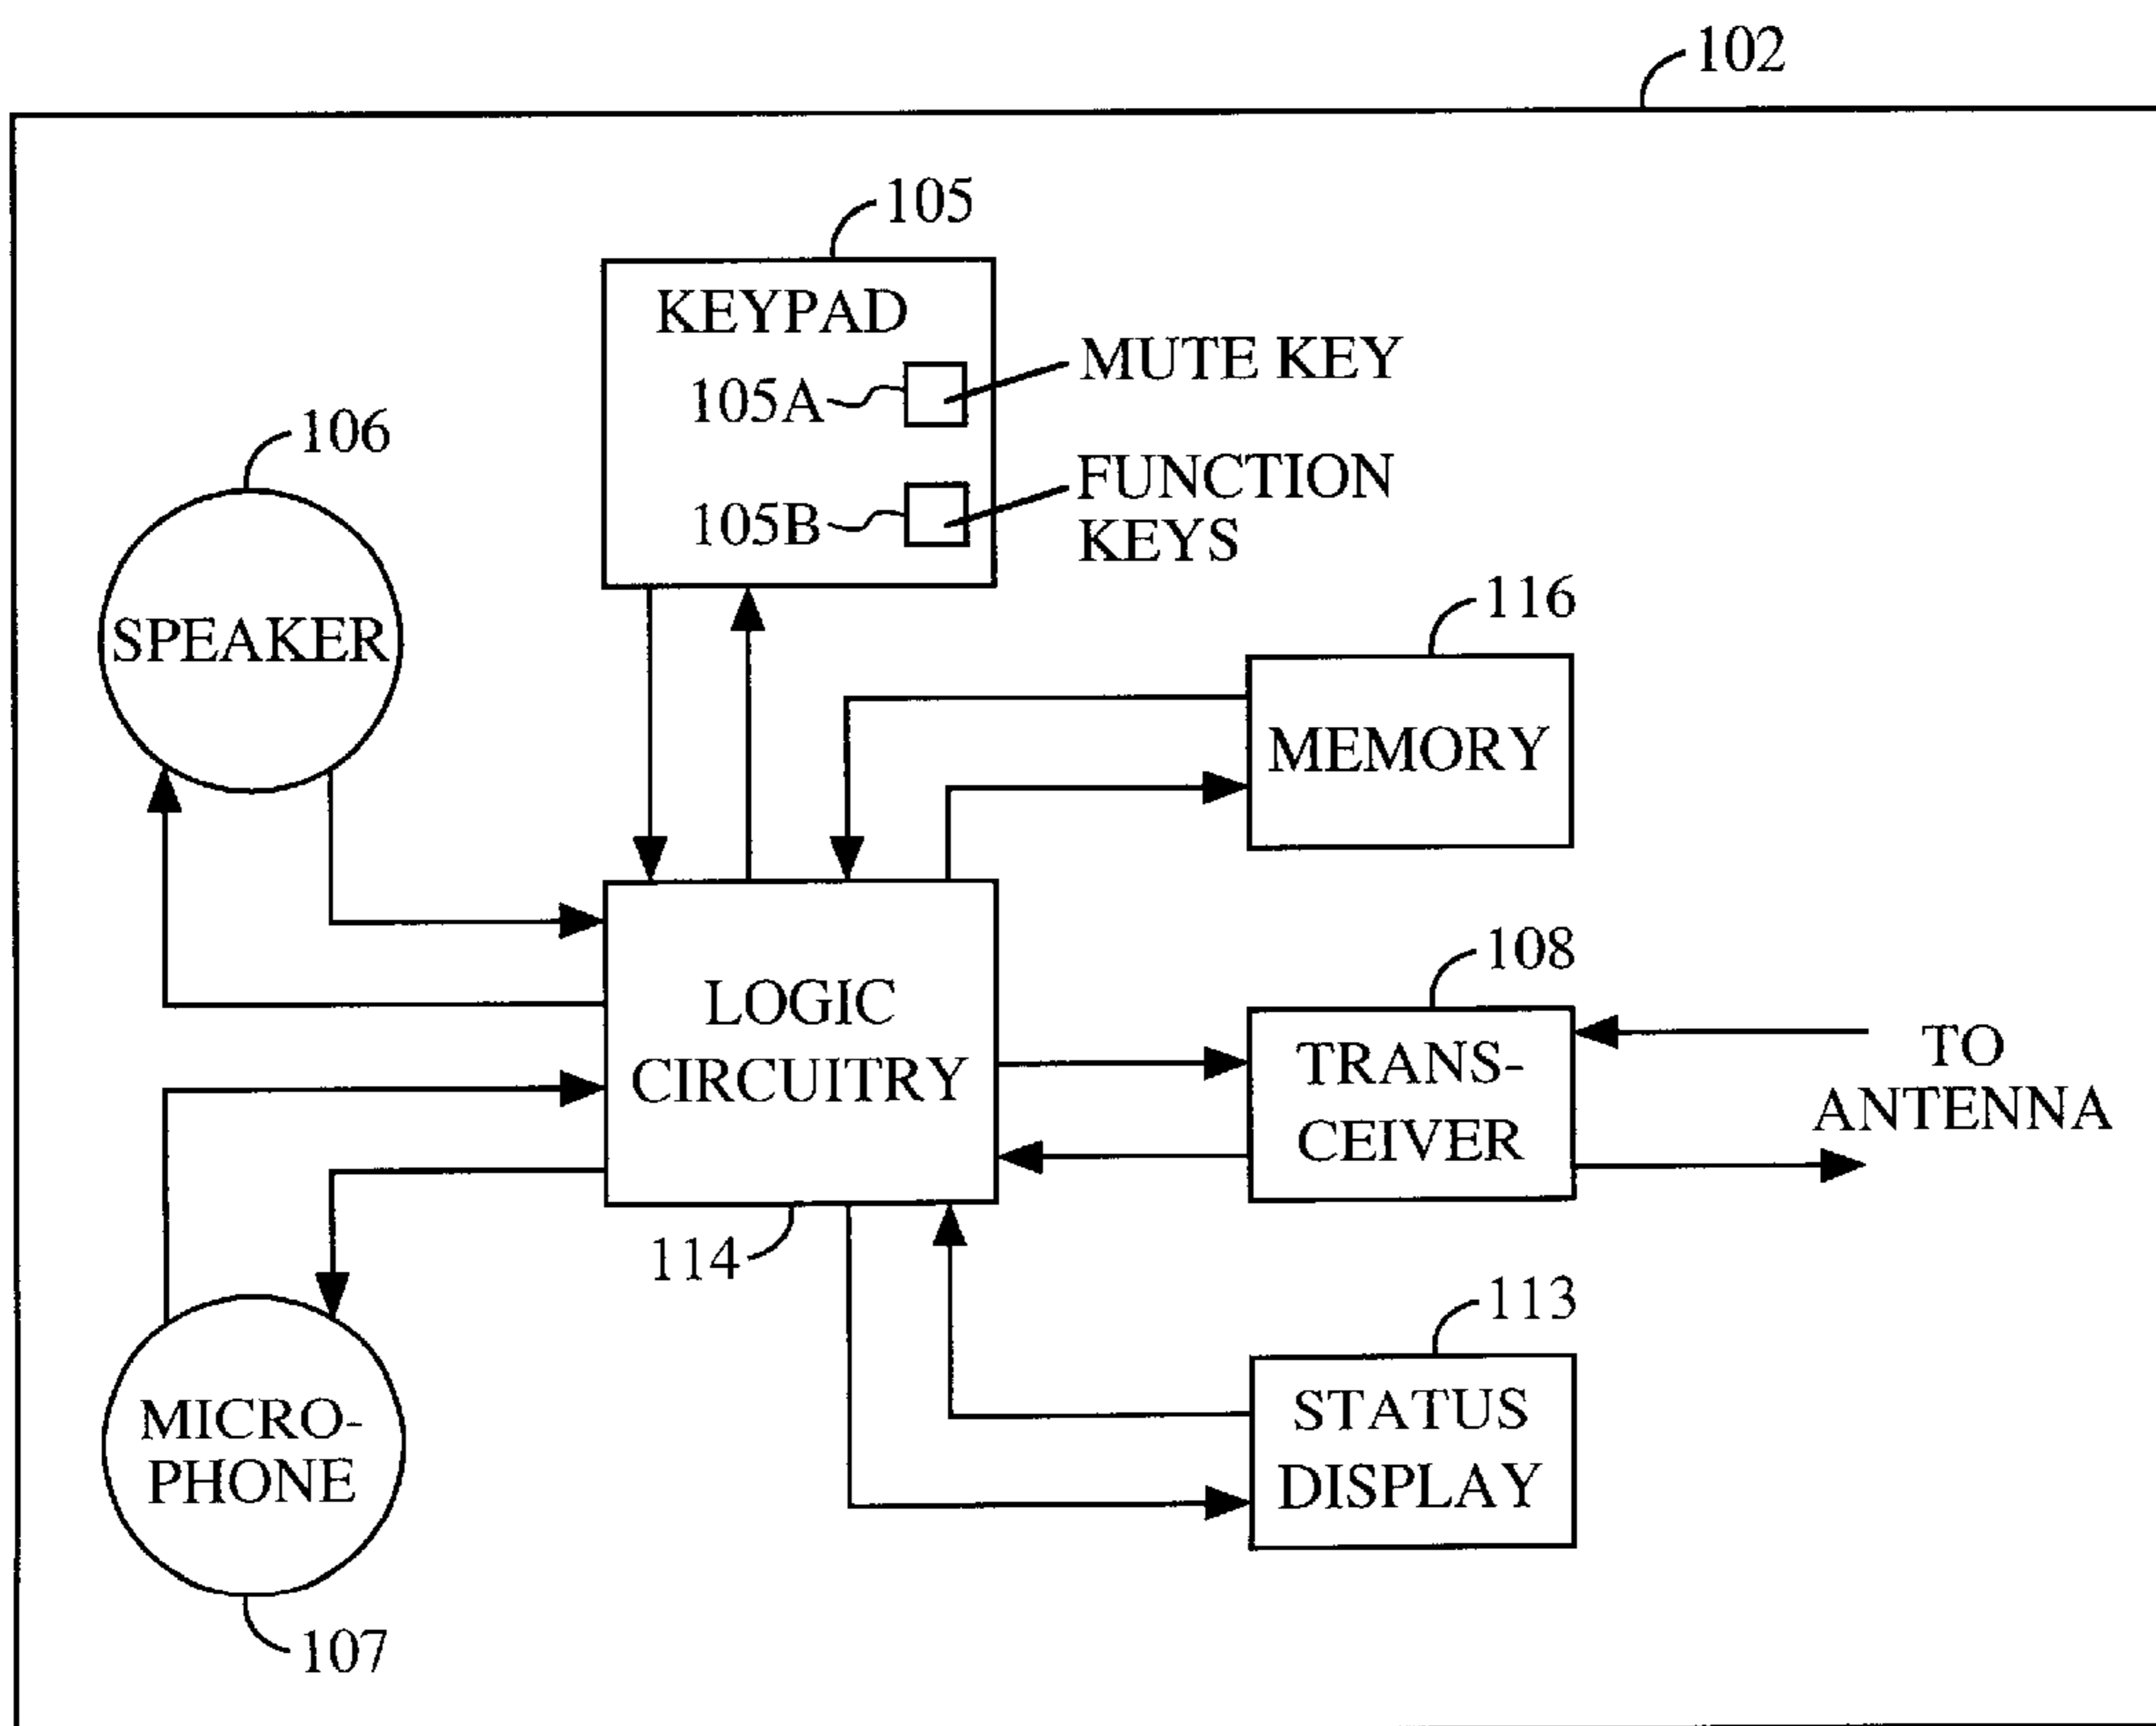 102
105
KEYPAD
MUTE KEY
105A
106
FUNCTION
KEYS
105B
116
SPEAKER
MEMORY
108
LOGIC
CIRCUITRY
TRANS-
CEIVER
TO
ANTENNA
114
113
MICRO-
PHONE
STATUS
DISPLAY
107